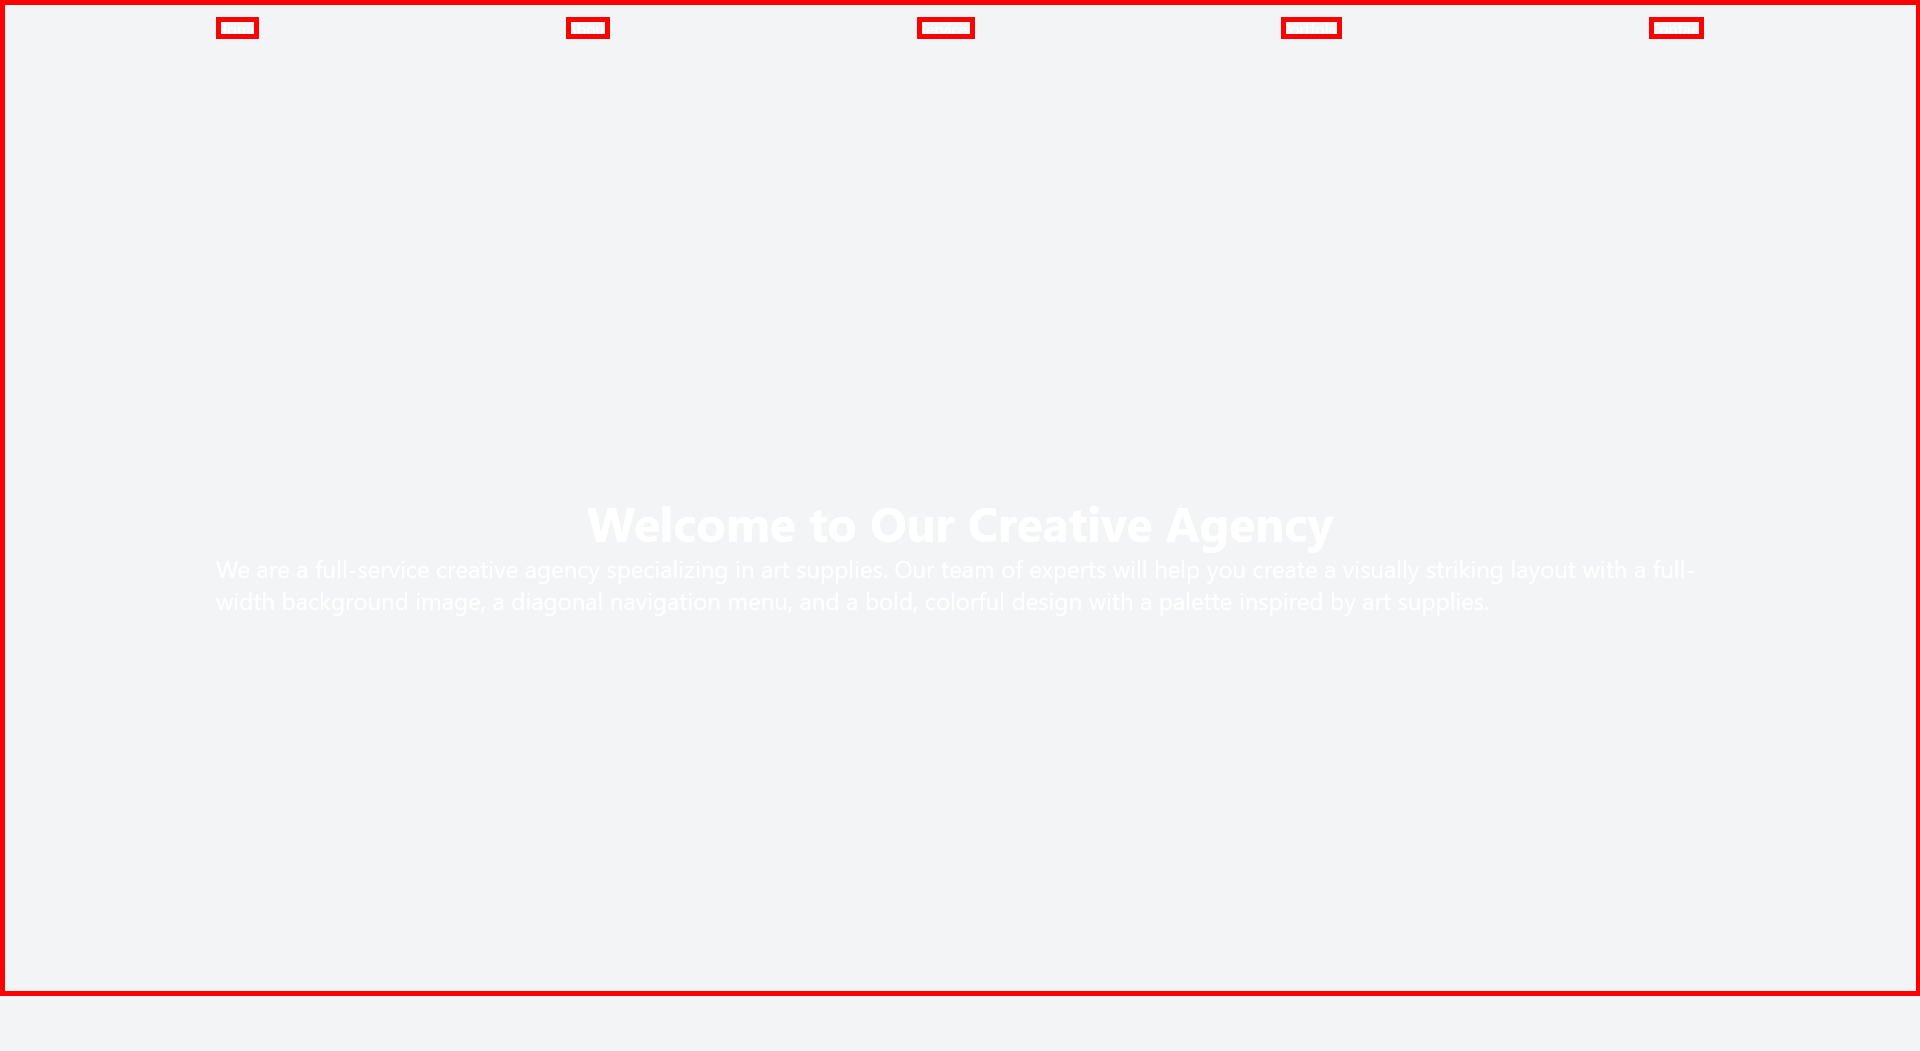 Welcome to Our Creative Agency
We are a full-service creative agency specializing in art supplies. Our team of experts will help you create a visually striking layout with a full-
width background image, a diagonal navigation menu, and a bold, colorful design with a palette inspired by art supplies.